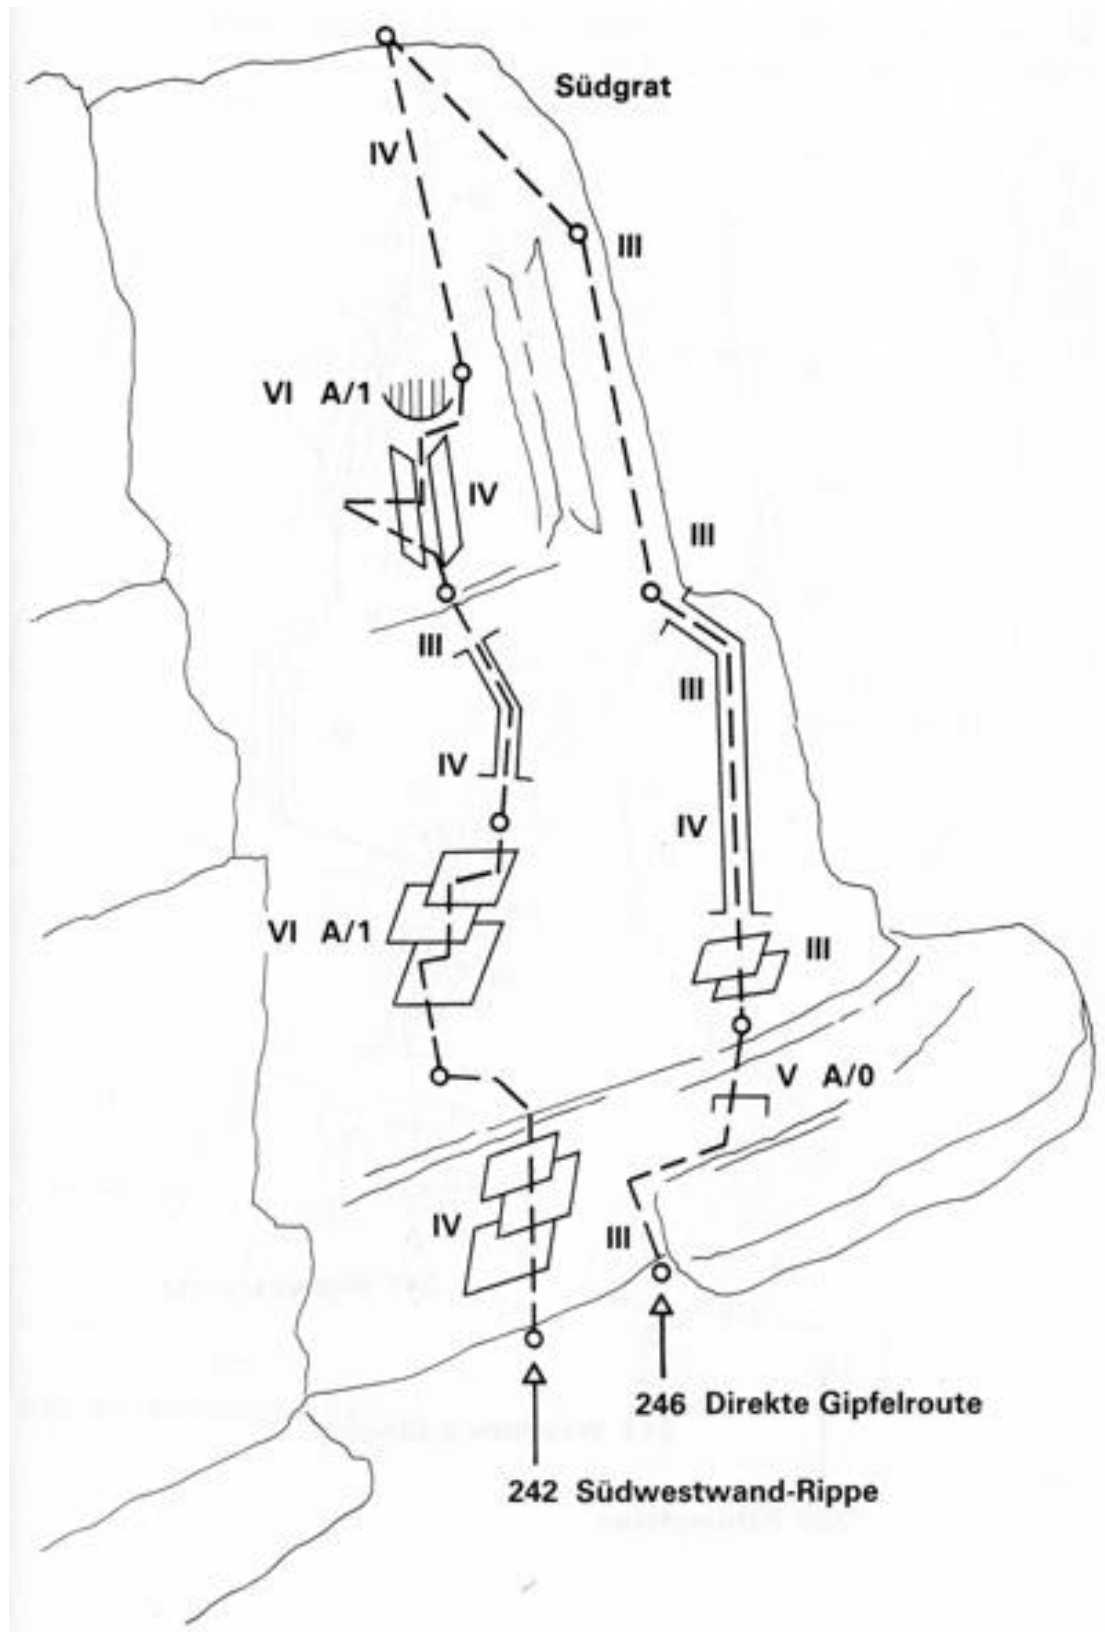 Südgrat
IV
III
VI A/1
IV
III
III
III
IV
IV
VI A/1
III
V A/0
IV
III
246 Direkte Gipfelroute
242 Südwestwand-Rippe